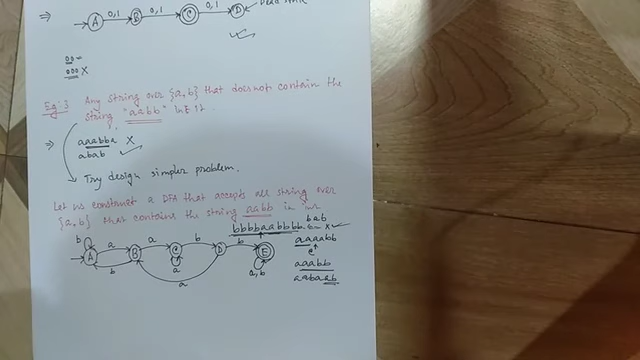 ⇒ A 0,1 B 0,1 C 0,1 D Dead state
00
000 X
Eg:3 Any string over {a,b} that does not contain the
string "aabb" in it.
⇒ aaabba X
abab
Try design simpler problem.
Let us construct a DFA that accepts all string over
{a,b} that contains the string aabb in
bab
bbbbaabbbb X
b a a b b
A B C D E
b a a a,b
a
aaaabb
c
aaabb
aabaabb